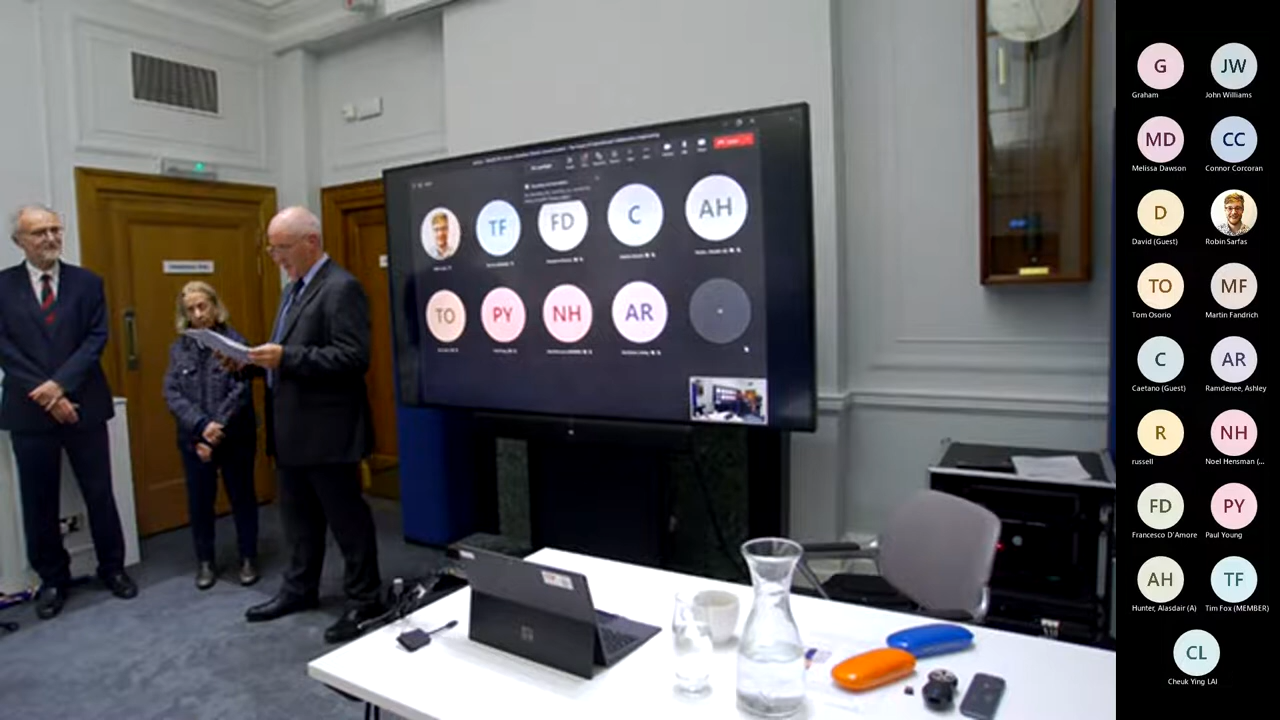 TF
FD
C
AH
TO
PY
NH
AR
G
JW
Graham
John Williams
MD
CC
Melissa Dawson
Connor Corcoran
D
David (Guest)
Robin Sarfas
TO
MF
Tom Osorio
Martin Fandrich
C
AR
Caetano (Guest)
Ramdenee, Ashley
R
NH
russell
Noel Hensman (...
FD
PY
Francesco D'Amore
Paul Young
AH
TF
Hunter, Alasdair (A)
Tim Fox (MEMBER)
CL
Cheuk Ying LAI